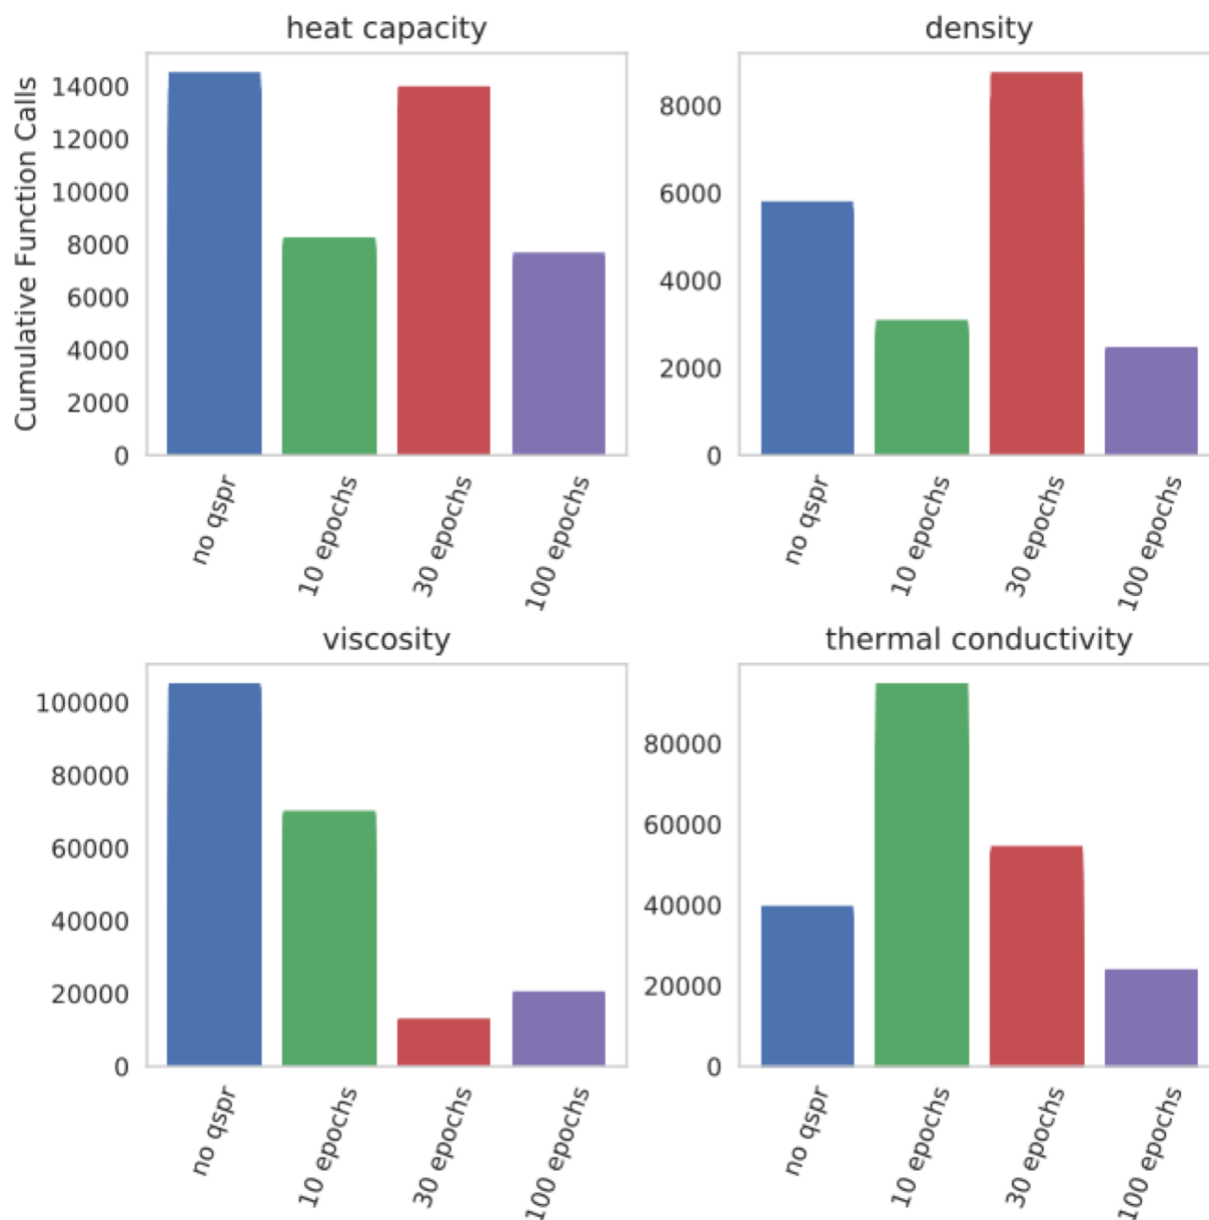 heat capacity
Cumulative Function Calls
14000
12000
10000
8000
6000
4000
2000
0
no qspr
10 epochs
30 epochs
100 epochs
density
8000
6000
4000
2000
0
no qspr
10 epochs
30 epochs
100 epochs
viscosity
100000
80000
60000
40000
20000
0
no qspr
10 epochs
30 epochs
100 epochs
thermal conductivity
80000
60000
40000
20000
0
no qspr
10 epochs
30 epochs
100 epochs